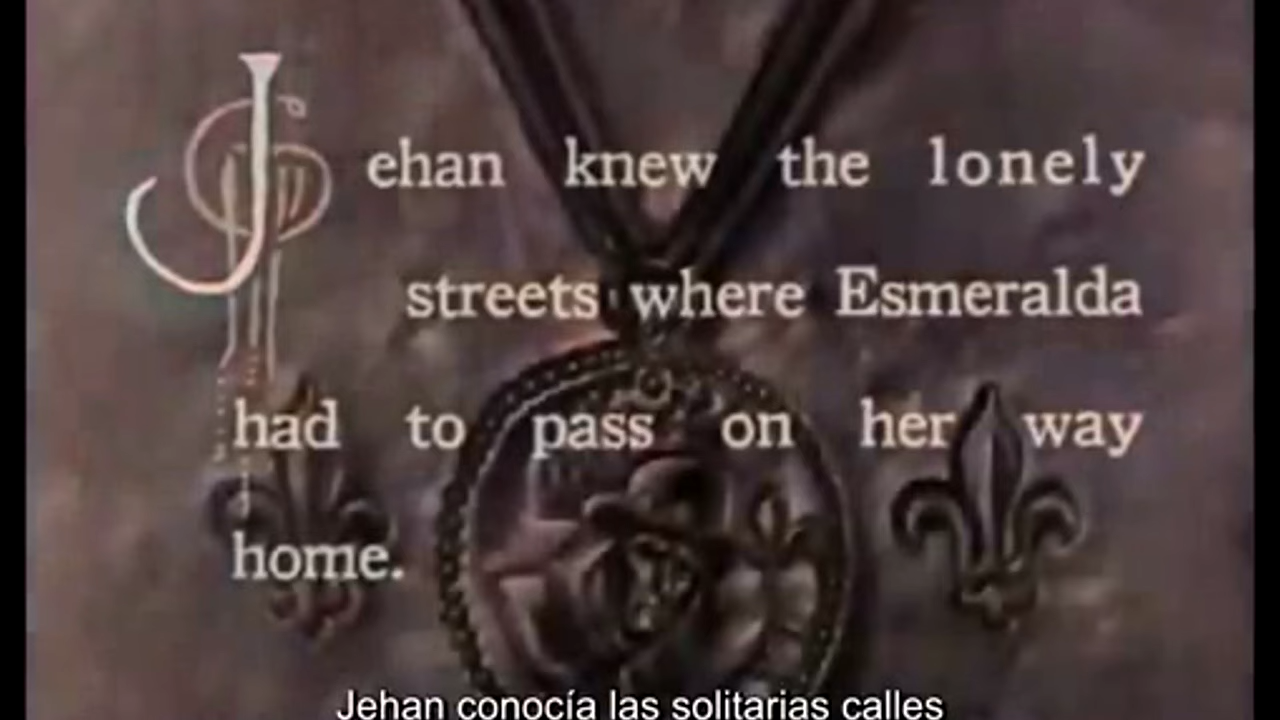 Jehan knew the lonely
streets where Esmeralda
had to pass on her way
home.
Jehan conocía las solitarias calles